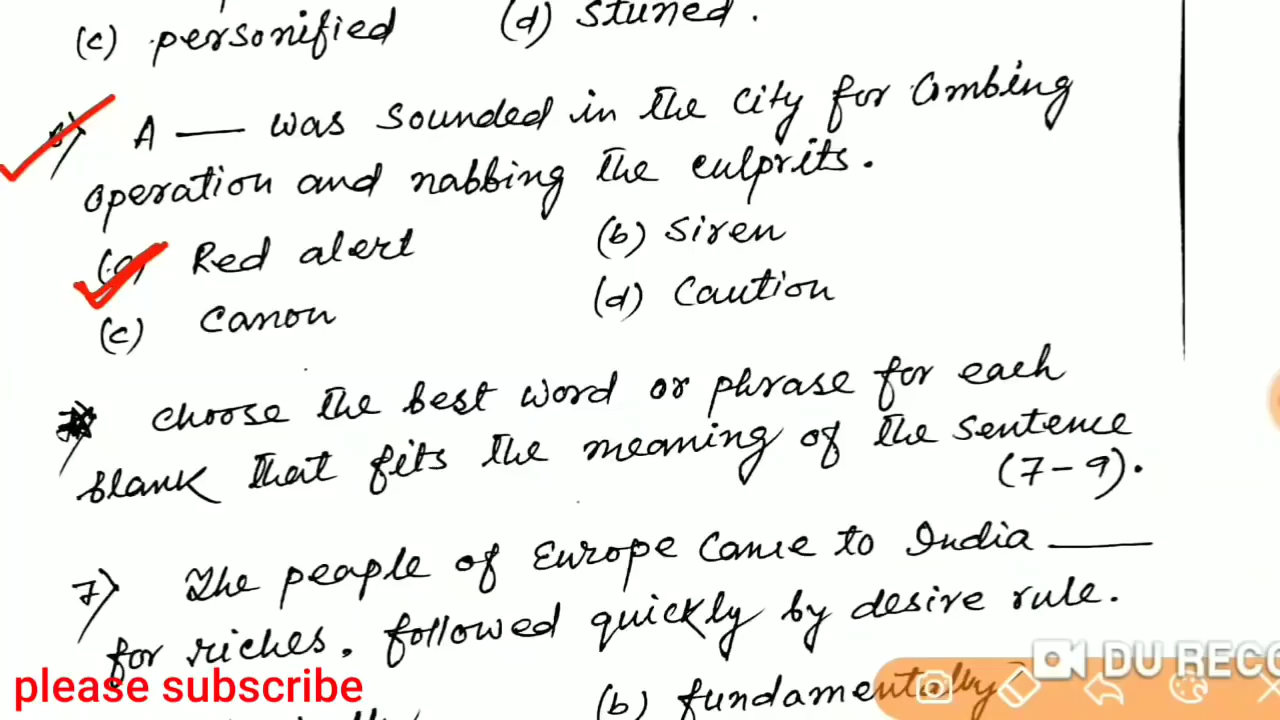 (c) personified (d) stuned.
6) A — was sounded in the city for Combing
operation and nabbing the culprits.
(a) Red alert (b) Siren
(c) Canon (d) Caution
* choose the best word or phrase for each
blank that fits the meaning of the sentence
(7-9).
7) The peaple of Europe came to India ——
for riches. followed quickly by desire rule.
(b) fundamentally
please subscribe
DU RECO